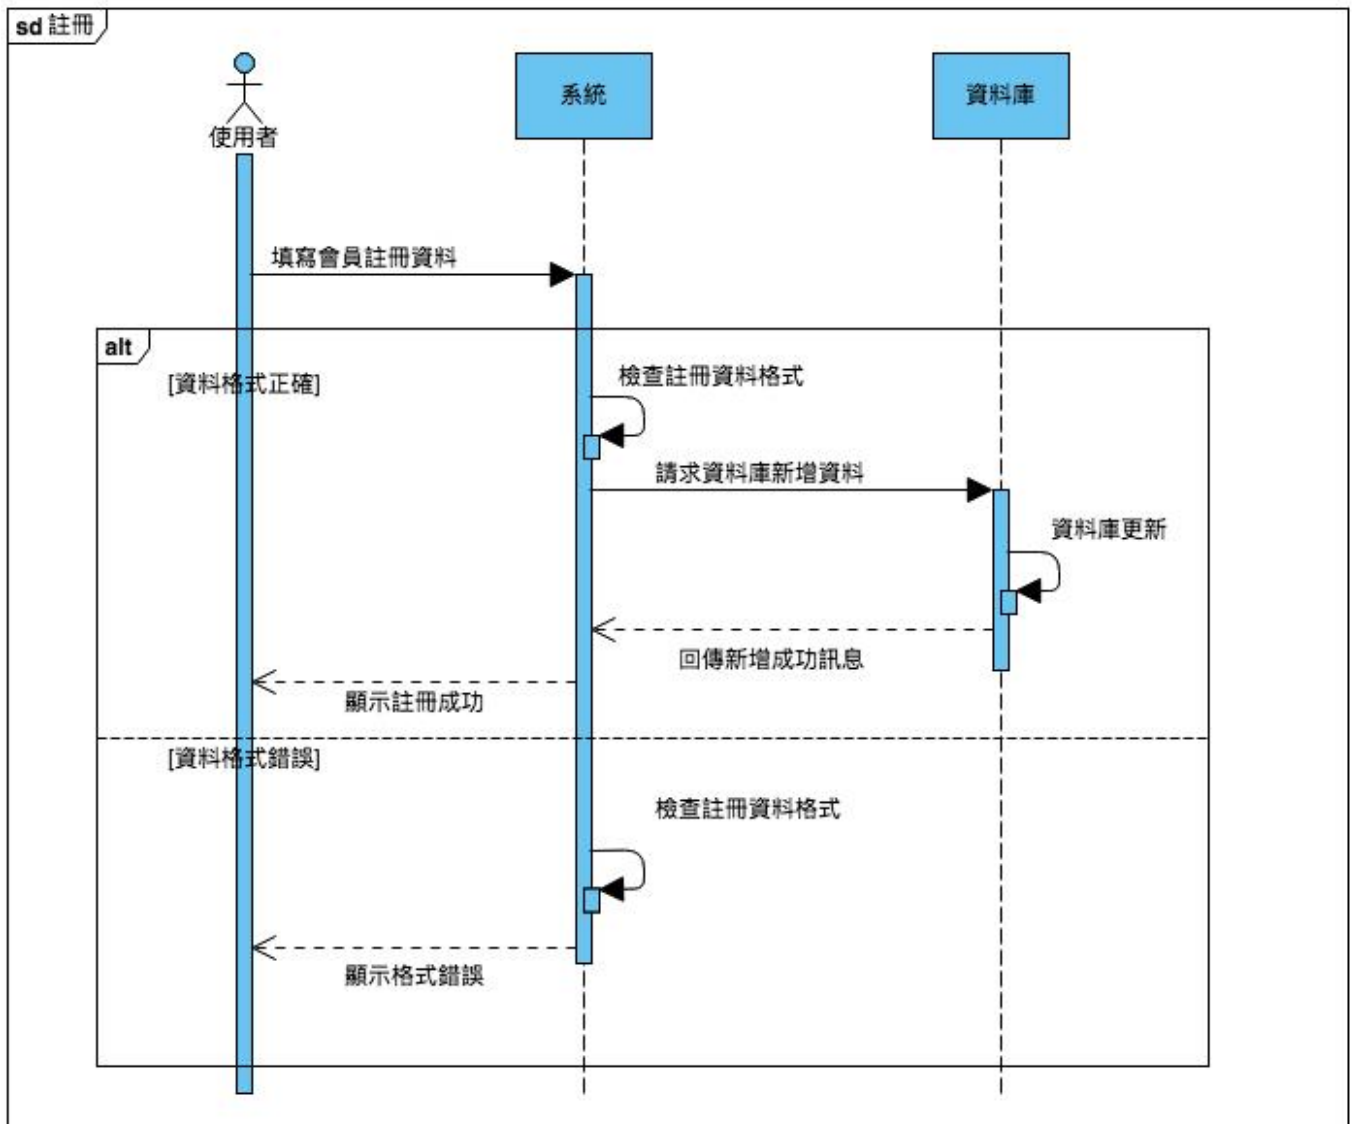 sd 註冊
使用者
系統
資料庫
填寫會員註冊資料
alt
[資料格式正確]
檢查註冊資料格式
請求資料庫新增資料
資料庫更新
回傳新增成功訊息
顯示註冊成功
[資料格式錯誤]
檢查註冊資料格式
顯示格式錯誤